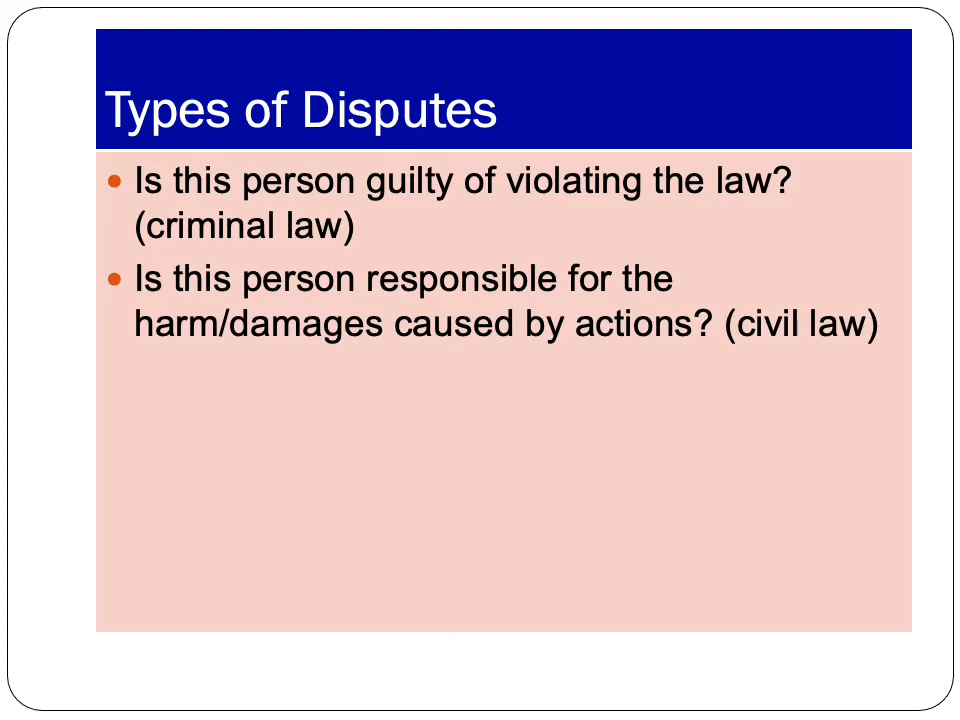 Types of Disputes
• Is this person guilty of violating the law?
(criminal law)
• Is this person responsible for the
harm/damages caused by actions? (civil law)